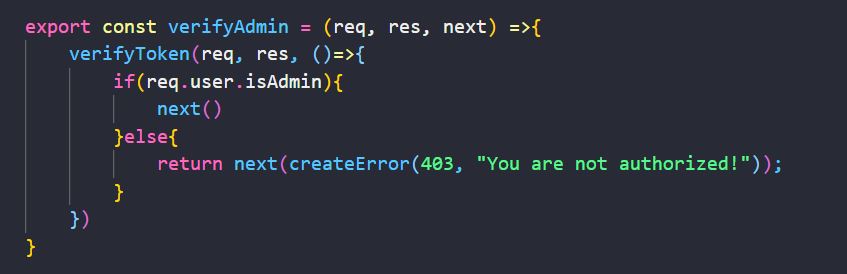 export const verifyAdmin = (req, res, next) =>{
    verifyToken(req, res, ()=>{
        if(req.user.isAdmin){
            next()
        }else{
            return next(createError(403, "You are not authorized!"));
        }
    })
}